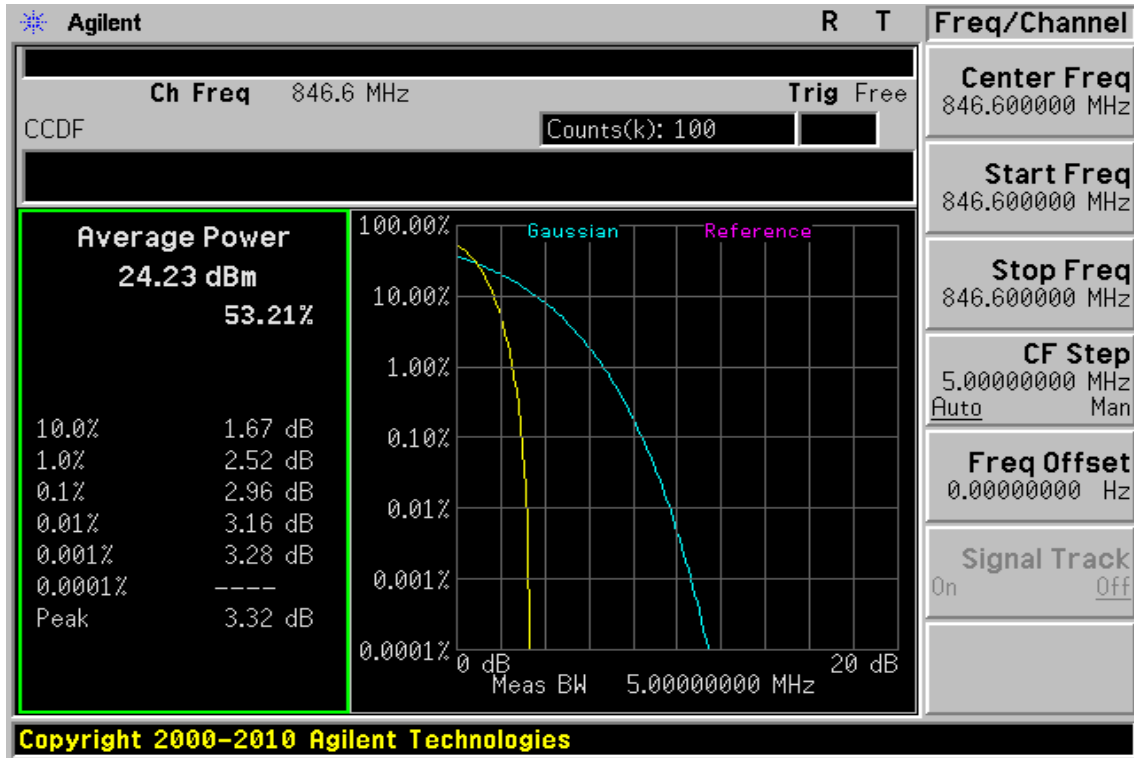 Agilent R T
Ch Freq 846.6 MHz Trig Free
CCDF Counts(k): 100
Average Power
24.23 dBm
53.21%
10.0% 1.67 dB
1.0% 2.52 dB
0.1% 2.96 dB
0.01% 3.16 dB
0.001% 3.28 dB
0.0001% ----
Peak 3.32 dB
Gaussian Reference
100.00%
10.00%
1.00%
0.10%
0.01%
0.001%
0.0001%
0 dB 20 dB
Meas BW 5.00000000 MHz
Freq/Channel
Center Freq
846.600000 MHz
Start Freq
846.600000 MHz
Stop Freq
846.600000 MHz
CF Step
5.00000000 MHz
Auto Man
Freq Offset
0.00000000 Hz
Signal Track
On Off
Copyright 2000-2010 Agilent Technologies